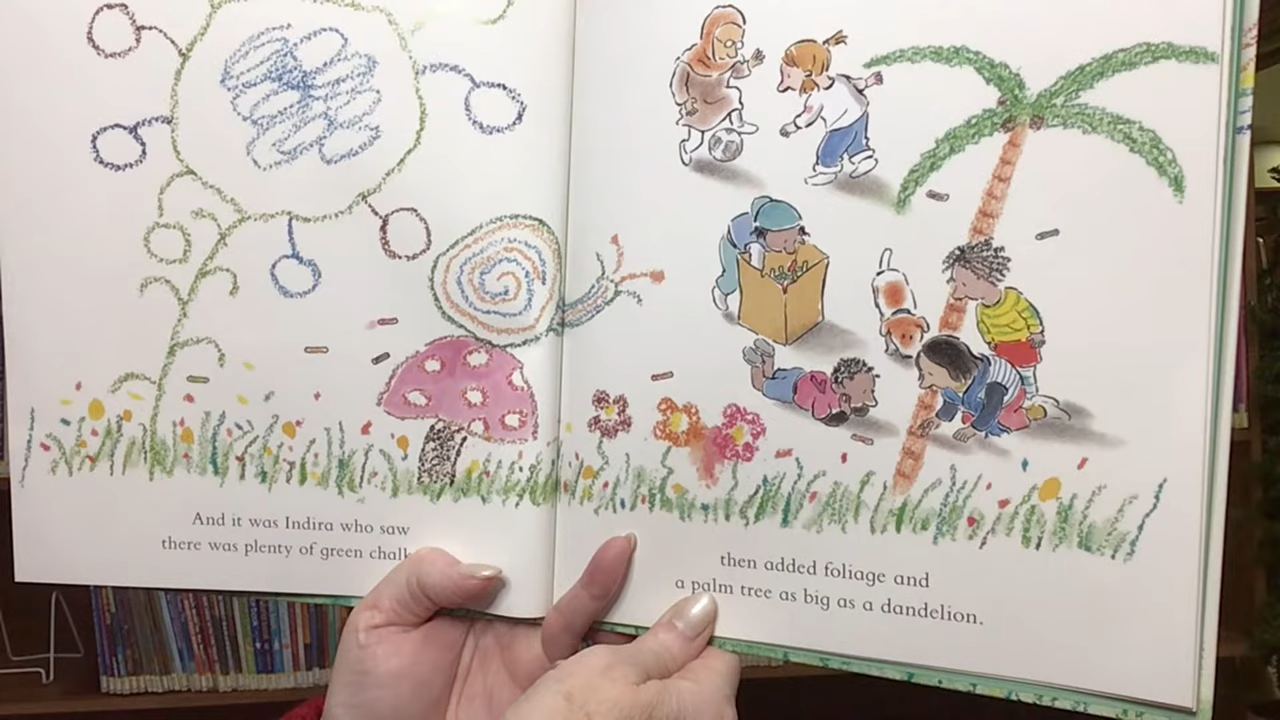 And it was Indira who saw
there was plenty of green chalk
then added foliage and
a palm tree as big as a dandelion.